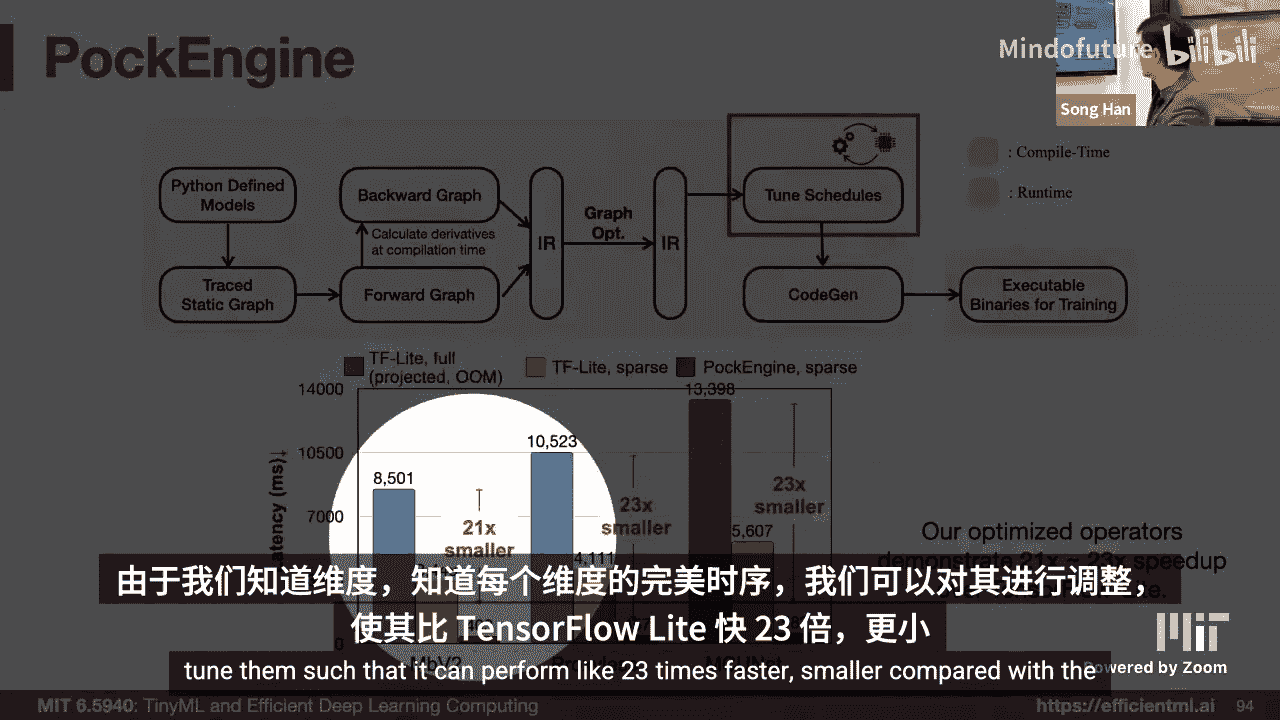 PockEngine
Mindofuture bilibili
Song Han
Python Defined
Models
Backward Graph
Calculate derivatives
at compilation time
Traced
Static Graph
Forward Graph
IR
Graph
Opt.
IR
Tune Schedules
CodeGen
Executable
Binaries for Training
: Compile-Time
: Runtime
TF-Lite, full
(projected, OOM)
TF-Lite, sparse
PockEngine, sparse
14000
10500
7000
0
8,501
21x
smaller
10,523
23x
smaller
4,111
13,398
23x
smaller
5,607
Our optimized operators
speedup
由于我们知道维度，知道每个维度的完美时序，我们可以对其进行调整，
使其比 TensorFlow Lite 快 23 倍，更小
tune them such that it can perform like 23 times faster, smaller compared with the
MIT
Powered by Zoom
MIT 6.5940: TinyML and Efficient Deep Learning Computing
https://efficientml.ai
94